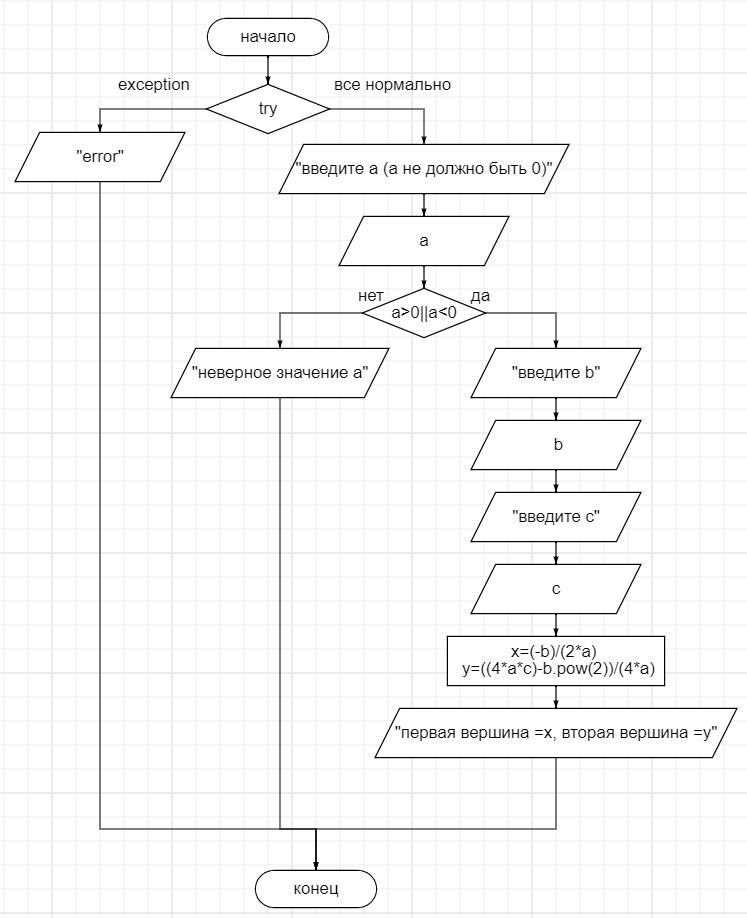 начало
exception
все нормально
try
"error"
"введите a (a не должно быть 0)"
a
нет
да
a>0||a<0
"неверное значение a"
"введите b"
b
"введите c"
c
x=(-b)/(2*a)
y=((4*a*c)-b.pow(2))/(4*a)
"первая вершина =x, вторая вершина =y"
конец